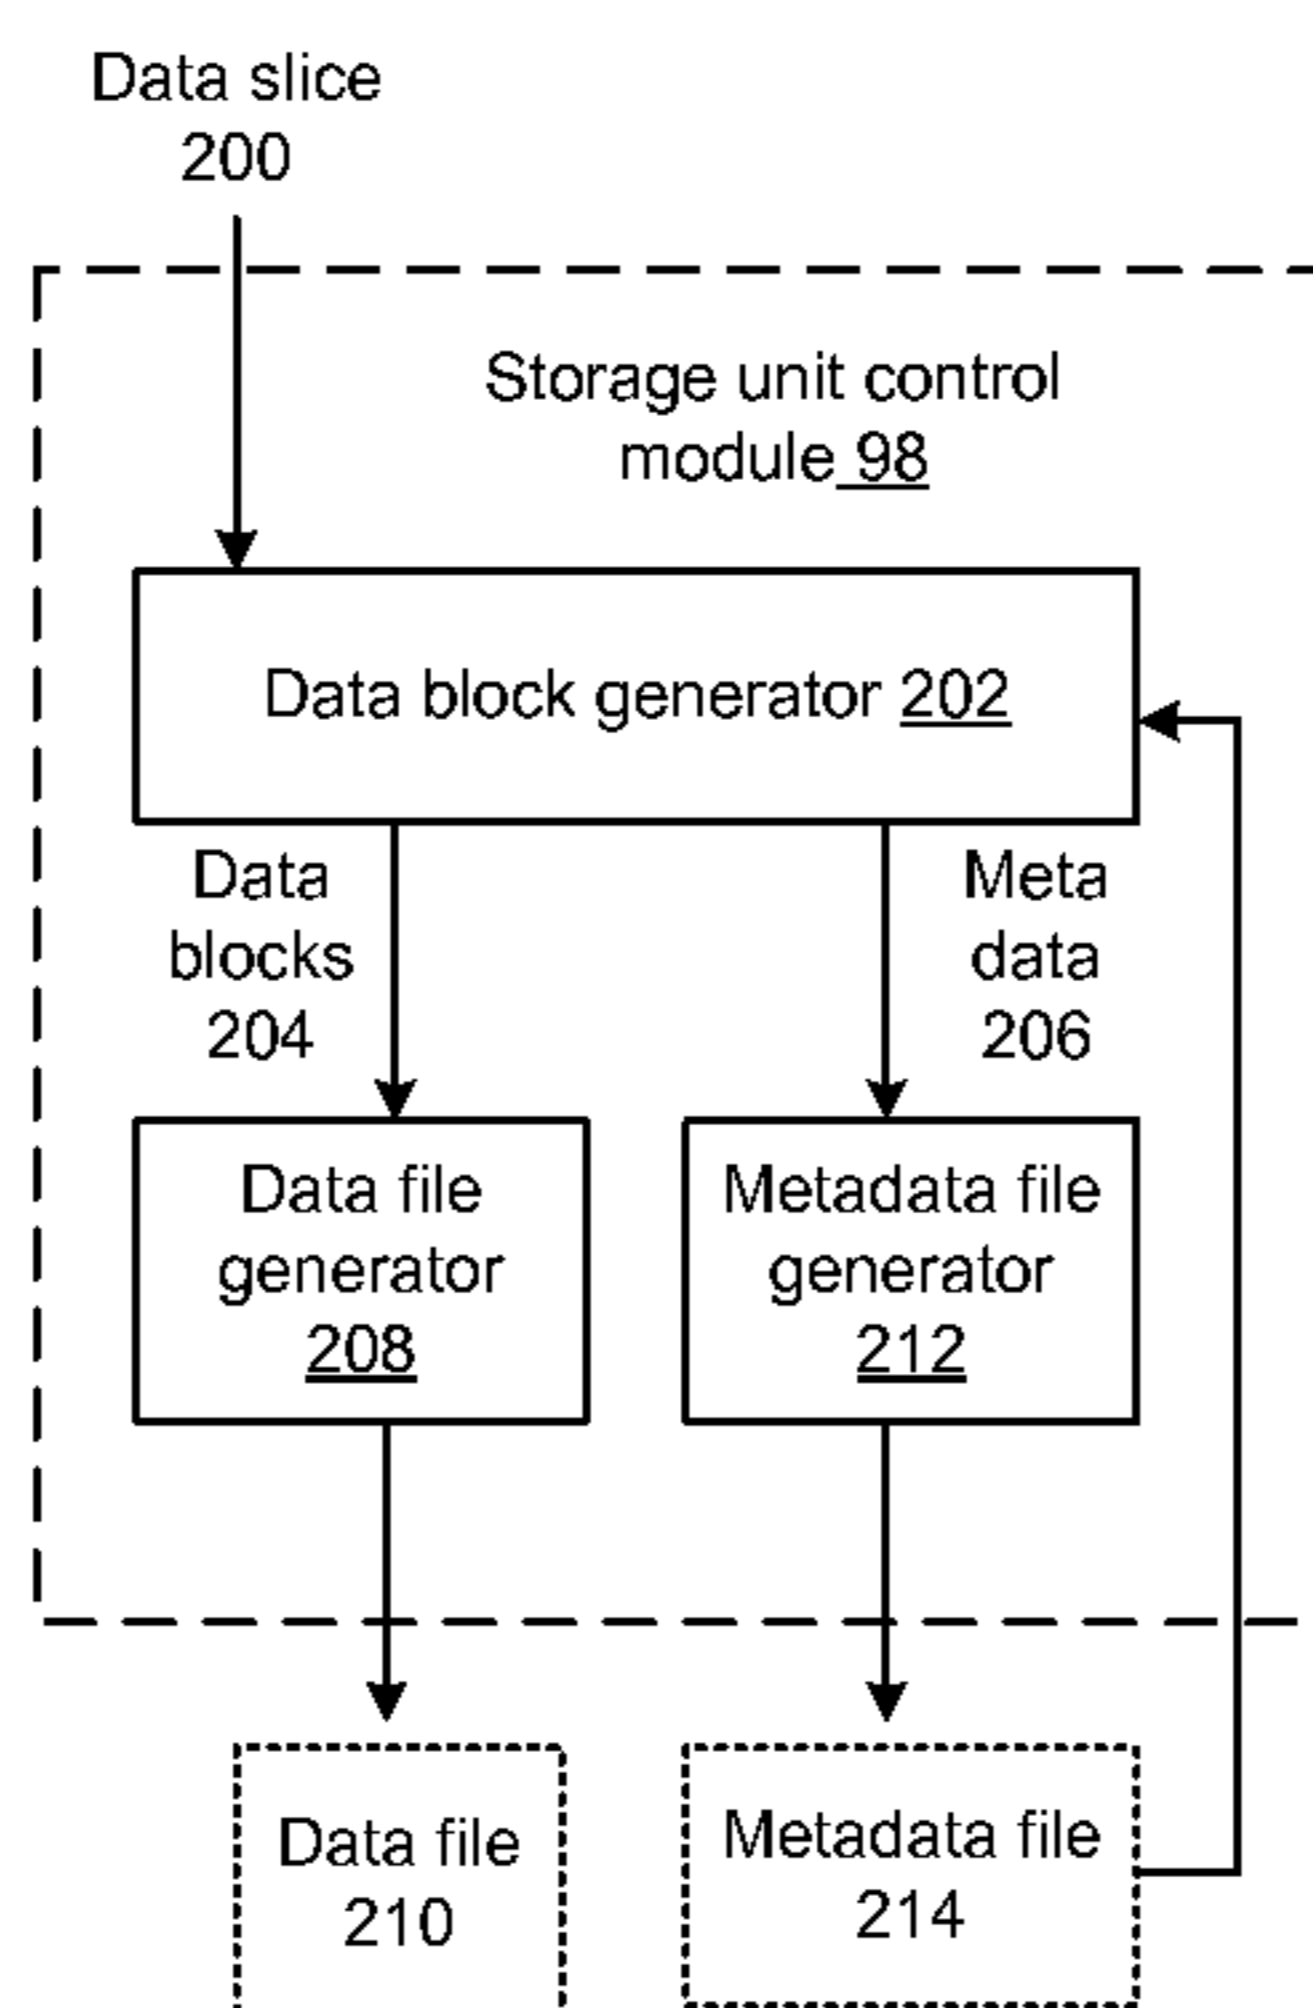 Data slice
200
Storage unit control
module 98
Data block generator 202
Data
blocks
204
Meta
data
206
Data file
generator
208
Metadata file
generator
212
Data file
210
Metadata file
214